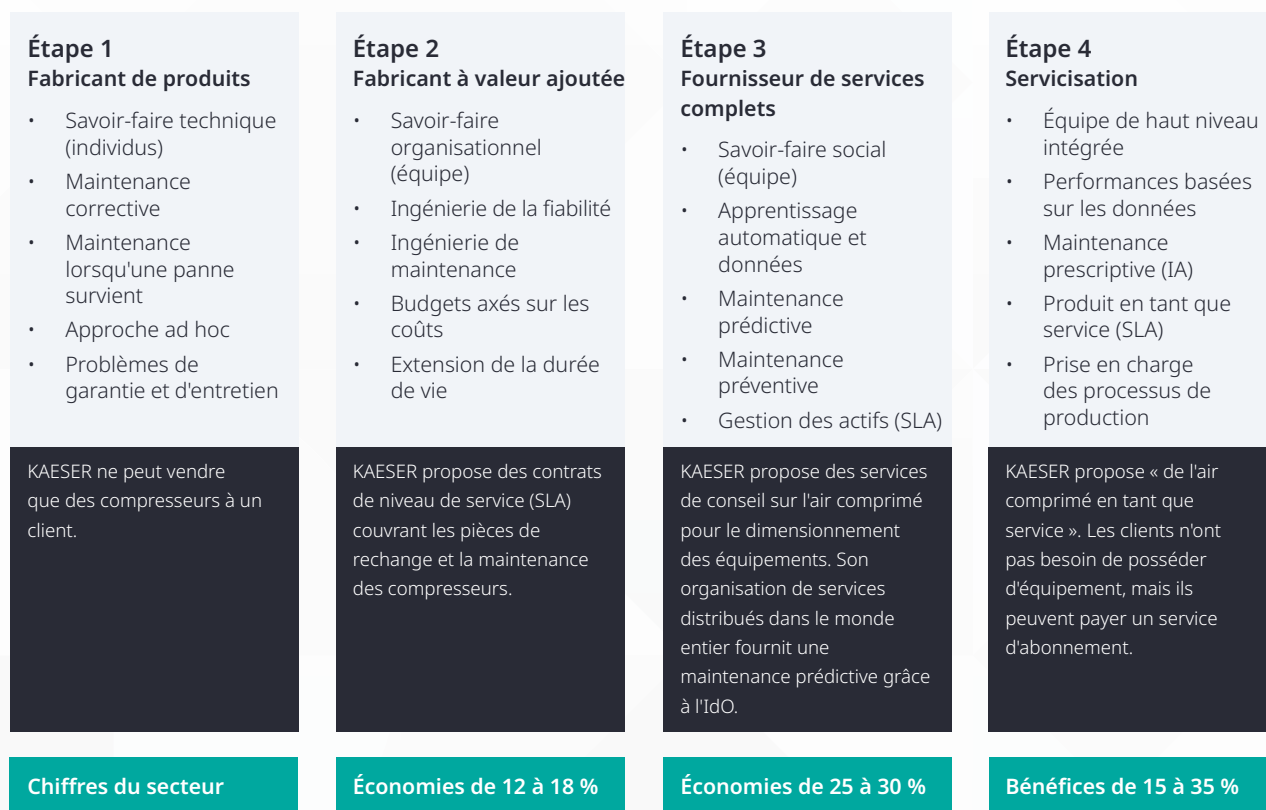 Étape 1
Fabricant de produits
• Savoir-faire technique
(individus)
• Maintenance
corrective
• Maintenance
lorsqu'une panne
survient
• Approche ad hoc
• Problèmes de
garantie et d'entretien
KAESER ne peut vendre
que des compresseurs à un
client.
Chiffres du secteur
Étape 2
Fabricant à valeur ajoutée
• Savoir-faire
organisationnel
(équipe)
• Ingénierie de la fiabilité
• Ingénierie de
maintenance
• Budgets axés sur les
coûts
• Extension de la durée
de vie
KAESER propose des contrats
de niveau de service (SLA)
couvrant les pièces de
rechange et la maintenance
des compresseurs.
Économies de 12 à 18 %
Étape 3
Fournisseur de services
complets
• Savoir-faire social
(équipe)
• Apprentissage
automatique et
données
• Maintenance
prédictive
• Maintenance
préventive
• Gestion des actifs (SLA)
KAESER propose des services
de conseil sur l'air comprimé
pour le dimensionnement
des équipements. Son
organisation de services
distribués dans le monde
entier fournit une
maintenance prédictive grâce
à l'IdO.
Économies de 25 à 30 %
Étape 4
Servicisation
• Équipe de haut niveau
intégrée
• Performances basées
sur les données
• Maintenance
prescriptive (IA)
• Produit en tant que
service (SLA)
• Prise en charge
des processus de
production
KAESER propose « de l'air
comprimé en tant que
service ». Les clients n'ont
pas besoin de posséder
d'équipement, mais ils
peuvent payer un service
d'abonnement.
Bénéfices de 15 à 35 %